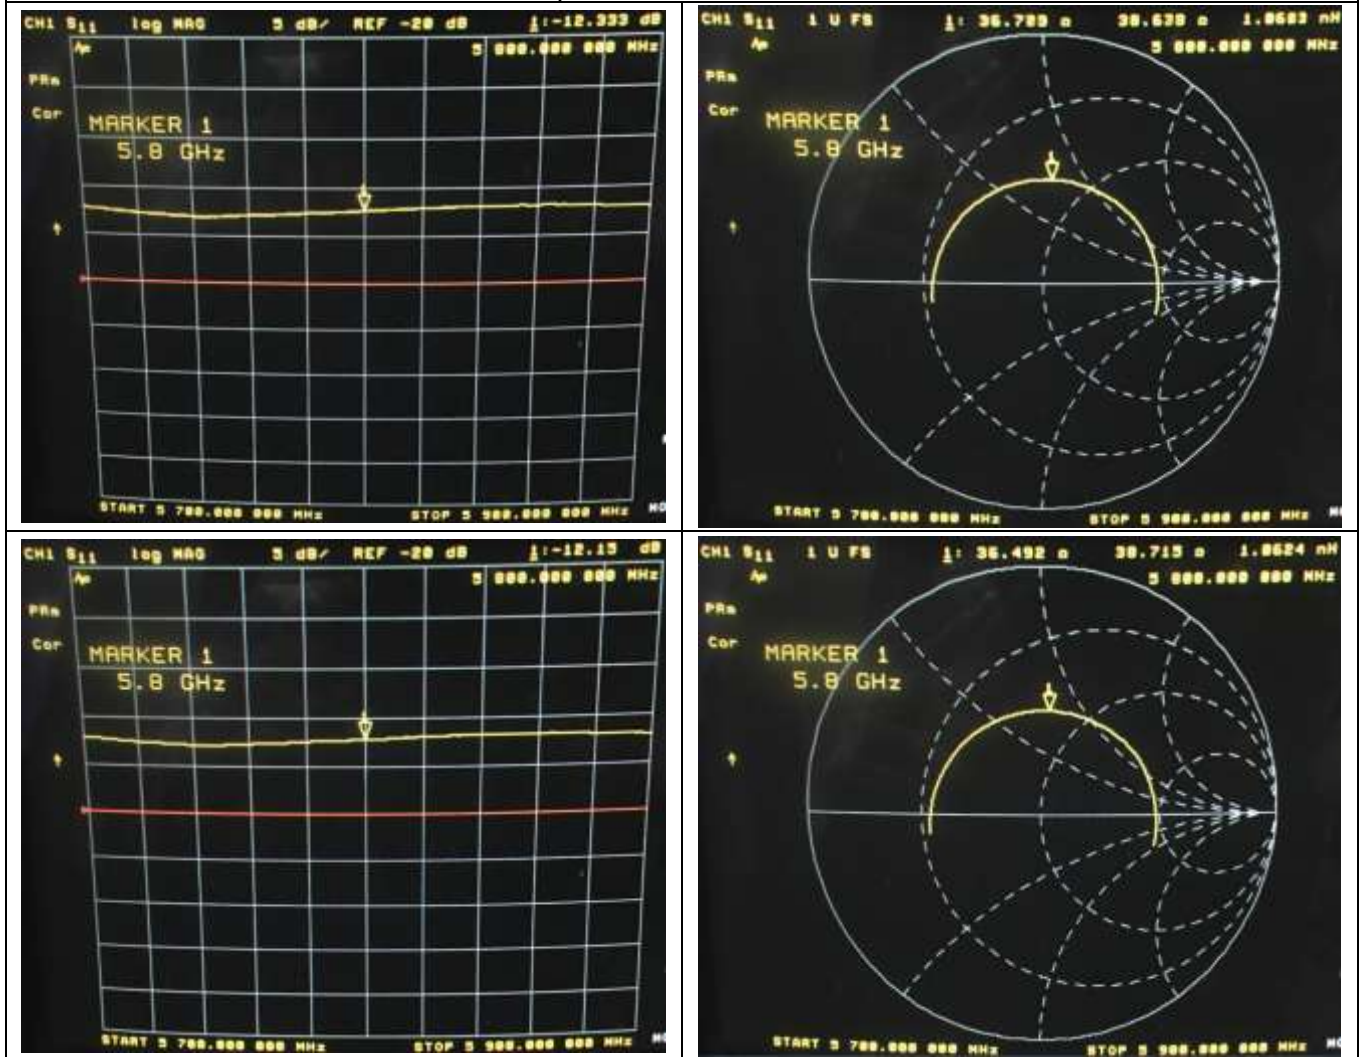 CH1 S11 log MAG 5 dB/ REF -20 dB 1:-12.333 dB
5 800.000 000 MHz
PRm
Cor
MARKER 1
5.8 GHz
START 5 700.000 000 MHz STOP 5 900.000 000 MHz
CH1 S11 1 U FS 1: 36.789 Ω 38.639 Ω 1.0603 nH
5 800.000 000 MHz
PRm
Cor
MARKER 1
5.8 GHz
START 5 700.000 000 MHz STOP 5 900.000 000 MHz
CH1 S11 log MAG 5 dB/ REF -20 dB 1:-12.15 dB
5 800.000 000 MHz
PRm
Cor
MARKER 1
5.8 GHz
START 5 700.000 000 MHz STOP 5 900.000 000 MHz
CH1 S11 1 U FS 1: 36.492 Ω 38.715 Ω 1.0624 nH
5 800.000 000 MHz
PRm
Cor
MARKER 1
5.8 GHz
START 5 700.000 000 MHz STOP 5 900.000 000 MHz